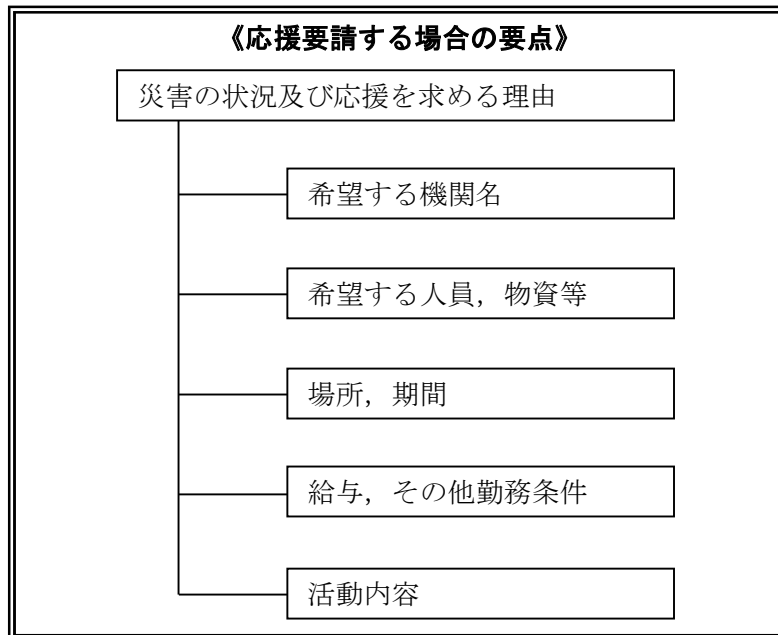 《応援要請する場合の要点》
災害の状況及び応援を求める理由
希望する機関名
希望する人員，物資等
場所，期間
給与，その他勤務条件
活動内容